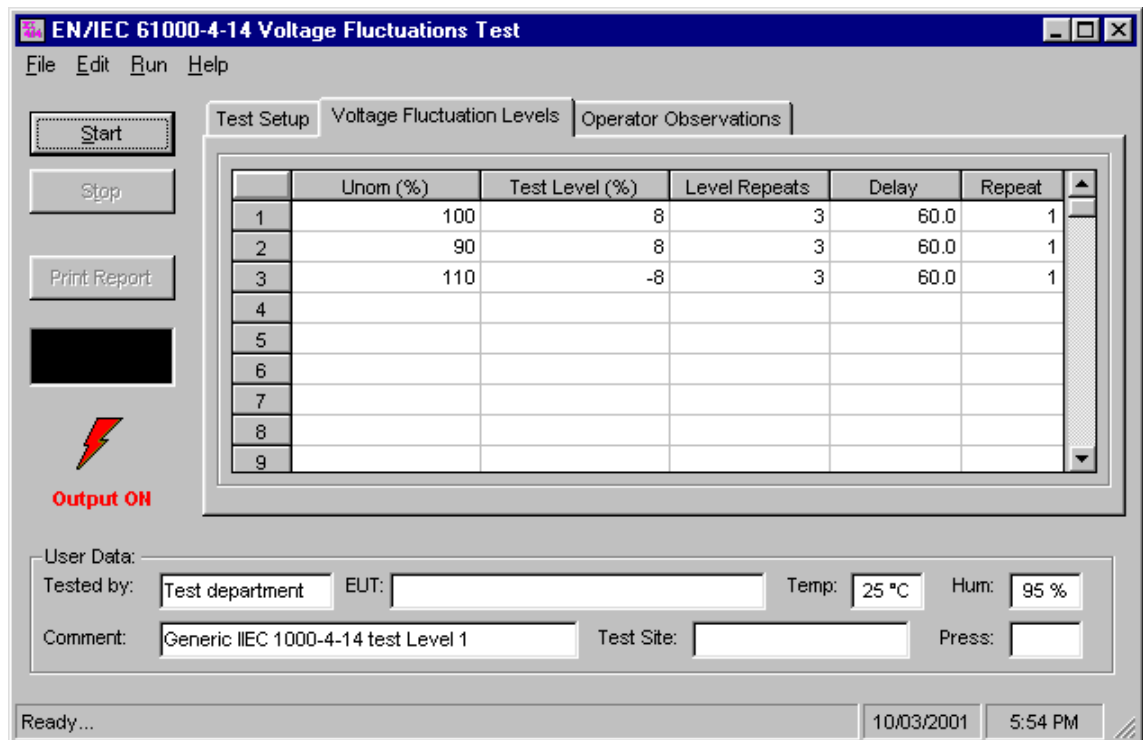 EN/IEC 61000-4-14 Voltage Fluctuations Test
File Edit Run Help
Start
Stop
Print Report
Output ON
Test Setup Voltage Fluctuation Levels Operator Observations
Unom (%) Test Level (%) Level Repeats Delay Repeat
1 100 8 3 60.0 1
2 90 8 3 60.0 1
3 110 -8 3 60.0 1
4
5
6
7
8
9
User Data:
Tested by: Test department EUT: Temp: 25 °C Hum: 95 %
Comment: Generic IIEC 1000-4-14 test Level 1 Test Site: Press:
Ready... 10/03/2001 5:54 PM